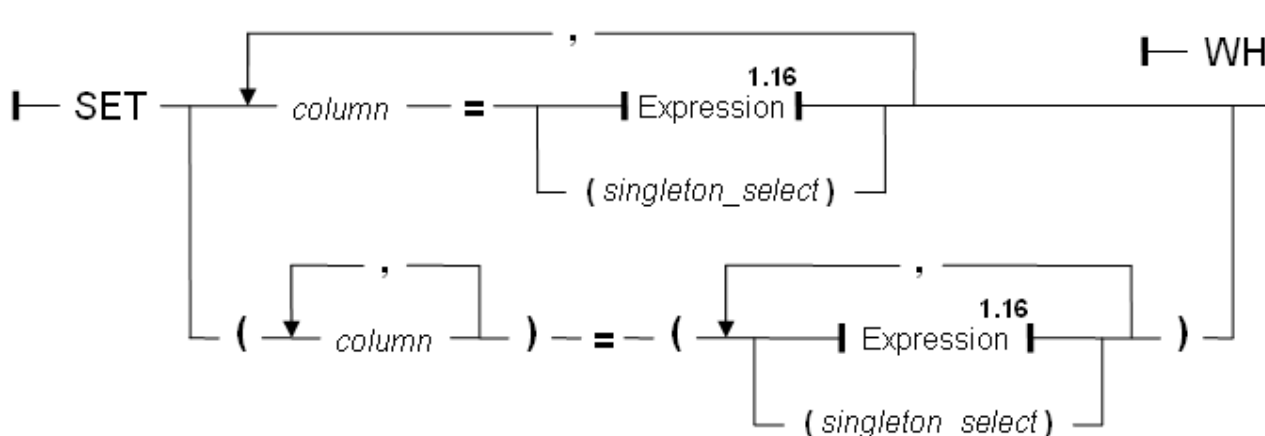 ,
WH
1.16
SET column = Expression
(singleton_select)
, ,
1.16
( column ) = ( Expression )
(singleton_select)